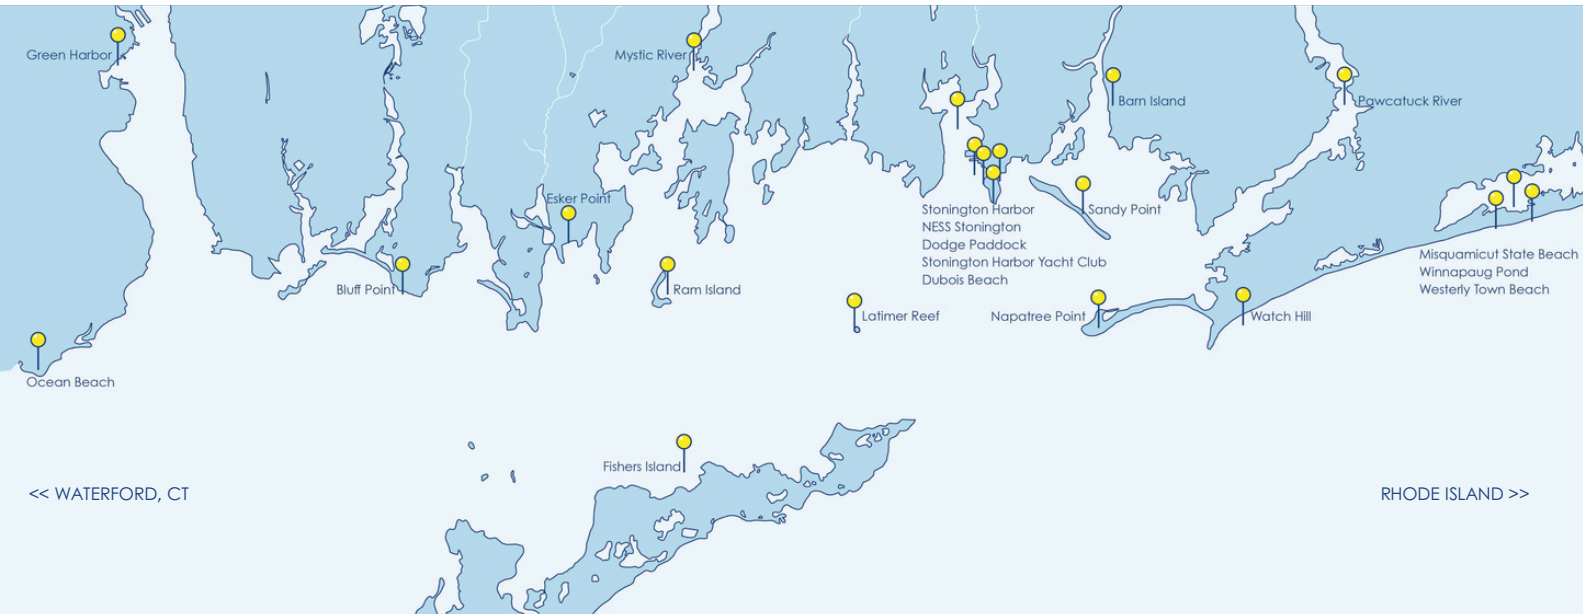 Green Harbor
Mystic River
Barn Island
Pawcatuck River
Esker Point
Stonington Harbor
NESS Stonington
Dodge Paddock
Stonington Harbor Yacht Club
Dubois Beach
Sandy Point
Misquamicut State Beach
Winnapaug Pond
Westerly Town Beach
Bluff Point
Ram Island
Latimer Reef
Napatree Point
Watch Hill
Ocean Beach
Fishers Island
<< WATERFORD, CT
RHODE ISLAND >>